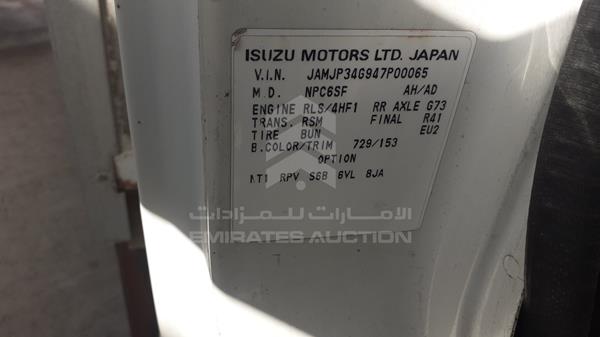 ISUZU MOTORS LTD. JAPAN
V.I.N. JAMJP34G947P00065
M.D. NPC6SF AH/AD
ENGINE RLS/4HF1 RR AXLE G73
TRANS. RSM FINAL R41
TIRE BUN EU2
B.COLOR/TRIM 729/153
OPTION
NT1 RPV S6B 6VL 8JA
الامارات للمزادات
EMIRATES AUCTION